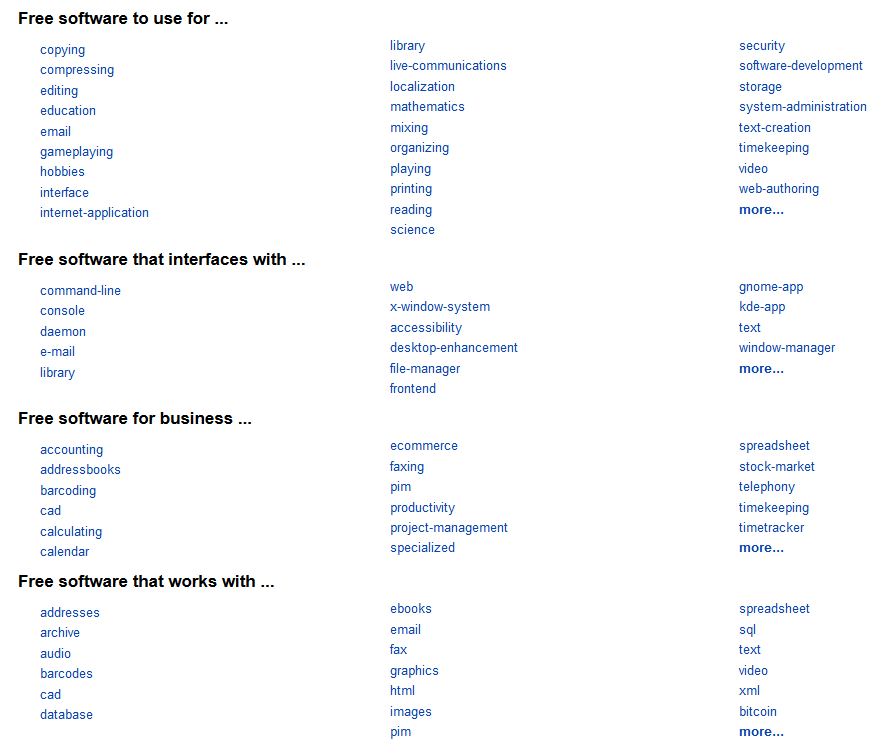 Free software to use for ...
copying
compressing
editing
education
email
gameplaying
hobbies
interface
internet-application
library
live-communications
localization
mathematics
mixing
organizing
playing
printing
reading
science
security
software-development
storage
system-administration
text-creation
timekeeping
video
web-authoring
more...
Free software that interfaces with ...
command-line
console
daemon
e-mail
library
web
x-window-system
accessibility
desktop-enhancement
file-manager
frontend
gnome-app
kde-app
text
window-manager
more...
Free software for business ...
accounting
addressbooks
barcoding
cad
calculating
calendar
ecommerce
faxing
pim
productivity
project-management
specialized
spreadsheet
stock-market
telephony
timekeeping
timetracker
more...
Free software that works with ...
addresses
archive
audio
barcodes
cad
database
ebooks
email
fax
graphics
html
images
pim
spreadsheet
sql
text
video
xml
bitcoin
more...